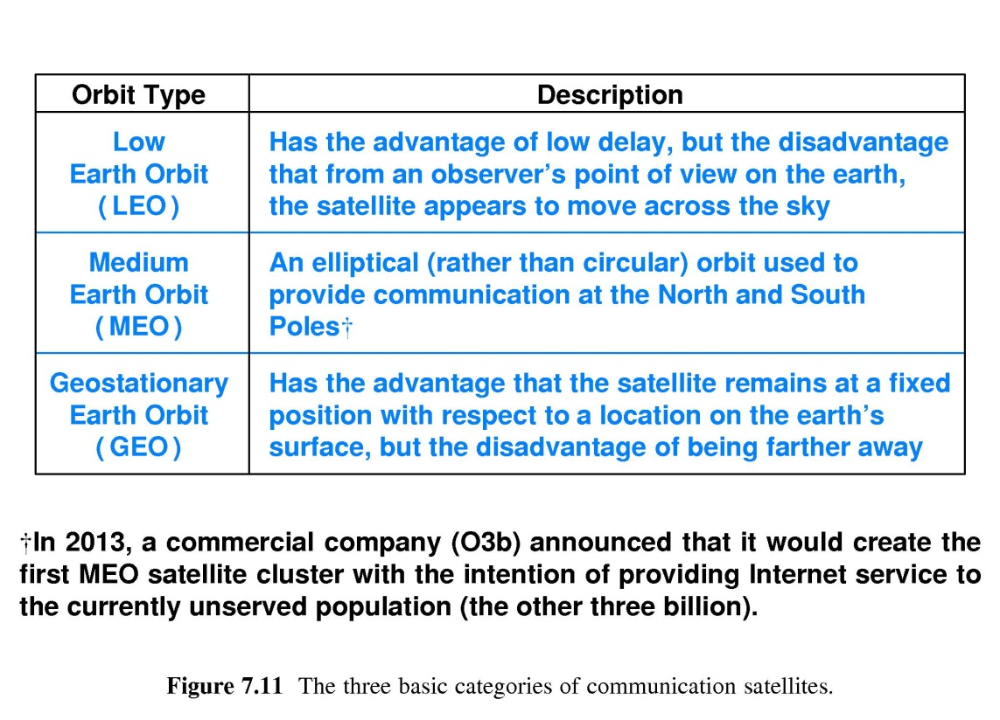 Orbit Type Description
Low
Earth Orbit
( LEO )
Has the advantage of low delay, but the disadvantage
that from an observer’s point of view on the earth,
the satellite appears to move across the sky
Medium
Earth Orbit
( MEO )
An elliptical (rather than circular) orbit used to
provide communication at the North and South
Poles†
Geostationary
Earth Orbit
( GEO )
Has the advantage that the satellite remains at a fixed
position with respect to a location on the earth’s
surface, but the disadvantage of being farther away
†In 2013, a commercial company (O3b) announced that it would create the
first MEO satellite cluster with the intention of providing Internet service to
the currently unserved population (the other three billion).
Figure 7.11 The three basic categories of communication satellites.